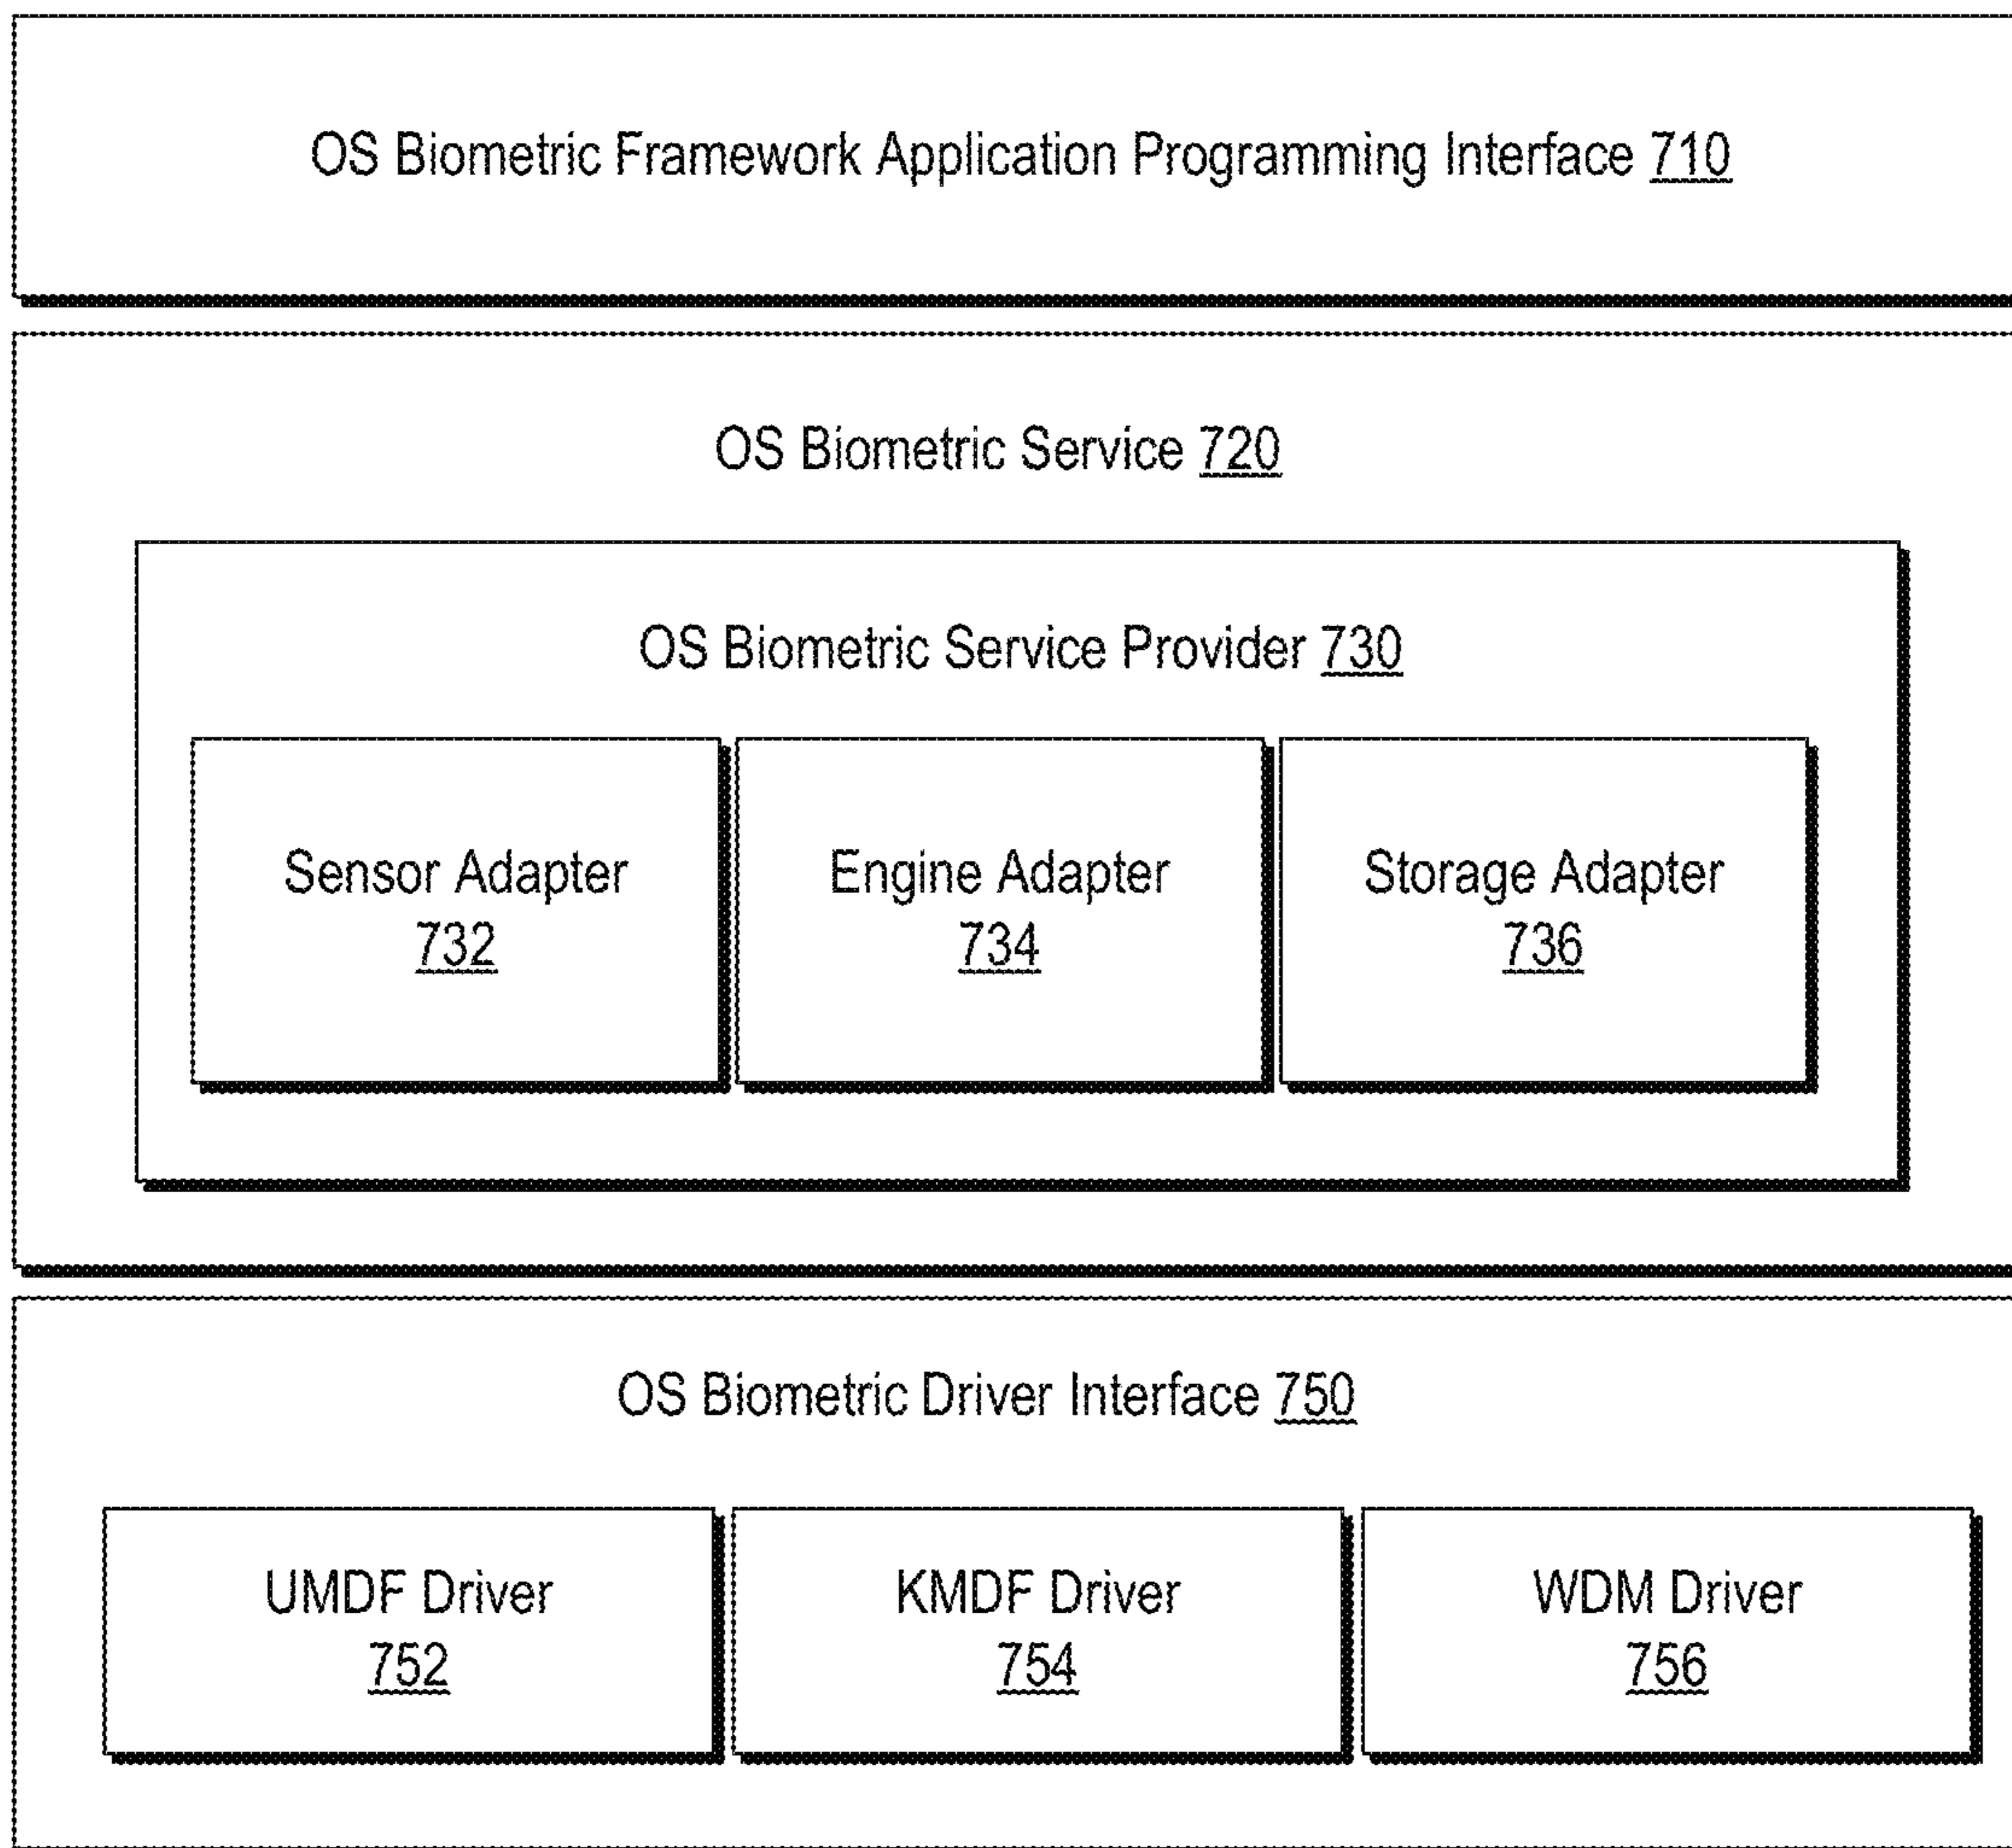 OS Biometric Framework Application Programming Interface 710
OS Biometric Service 720
OS Biometric Service Provider 730
Sensor Adapter
732
Engine Adapter
734
Storage Adapter
736
OS Biometric Driver Interface 750
UMDF Driver
752
KMDF Driver
754
WDM Driver
756